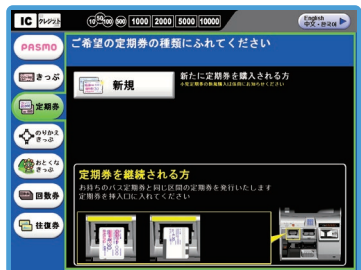 IC クレジット 10 50 100 500 1000 2000 5000 10000 English
中文・한국어
PASMO
ご希望の定期券の種類にふれてください
きっぷ
新規
新たに定期券を購入される方
定期券
のりかえ
きっぷ
おとくな
きっぷ
回数券
往復券
定期券を継続される方
お持ちのバス定期券と同じ区間の定期券を発行いたします
定期券を挿入口に入れてください